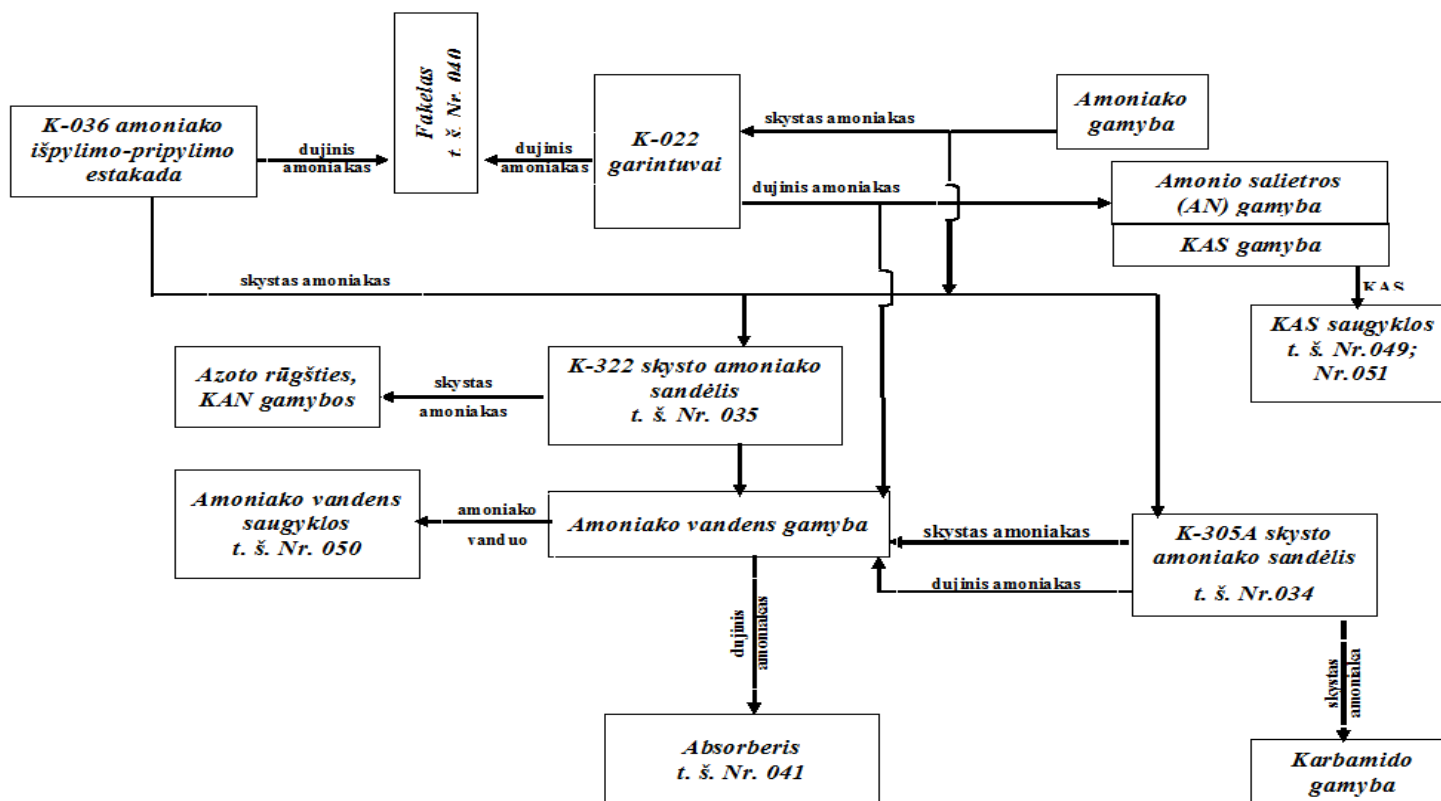 Fakelas
t. š. Nr. 040
K-036 amoniako
išpylimo-pripylimo
estakada
dujinis
amoniakas
dujinis
amoniakas
K-022
garintuvai
skystas amoniakas
Amoniako
gamyba
dujinis amoniakas
Amonio salietros
(AN) gamyba
KAS gamyba
KAS
KAS saugyklos
t. š. Nr.049;
Nr.051
skystas amoniakas
K-322 skysto amoniako
sandėlis
t. š. Nr. 035
skystas
amoniakas
Azoto rūgšties,
KAN gamybos
Amoniako vandens
saugyklos
t. š. Nr. 050
amoniako
vanduo
Amoniako vandens gamyba
skystas amoniakas
dujinis amoniakas
K-305A skysto
amoniako sandėlis
t. š. Nr.034
dujinis
amoniakas
skystas
amoniaka
Absorberis
t. š. Nr. 041
Karbamido
gamyba